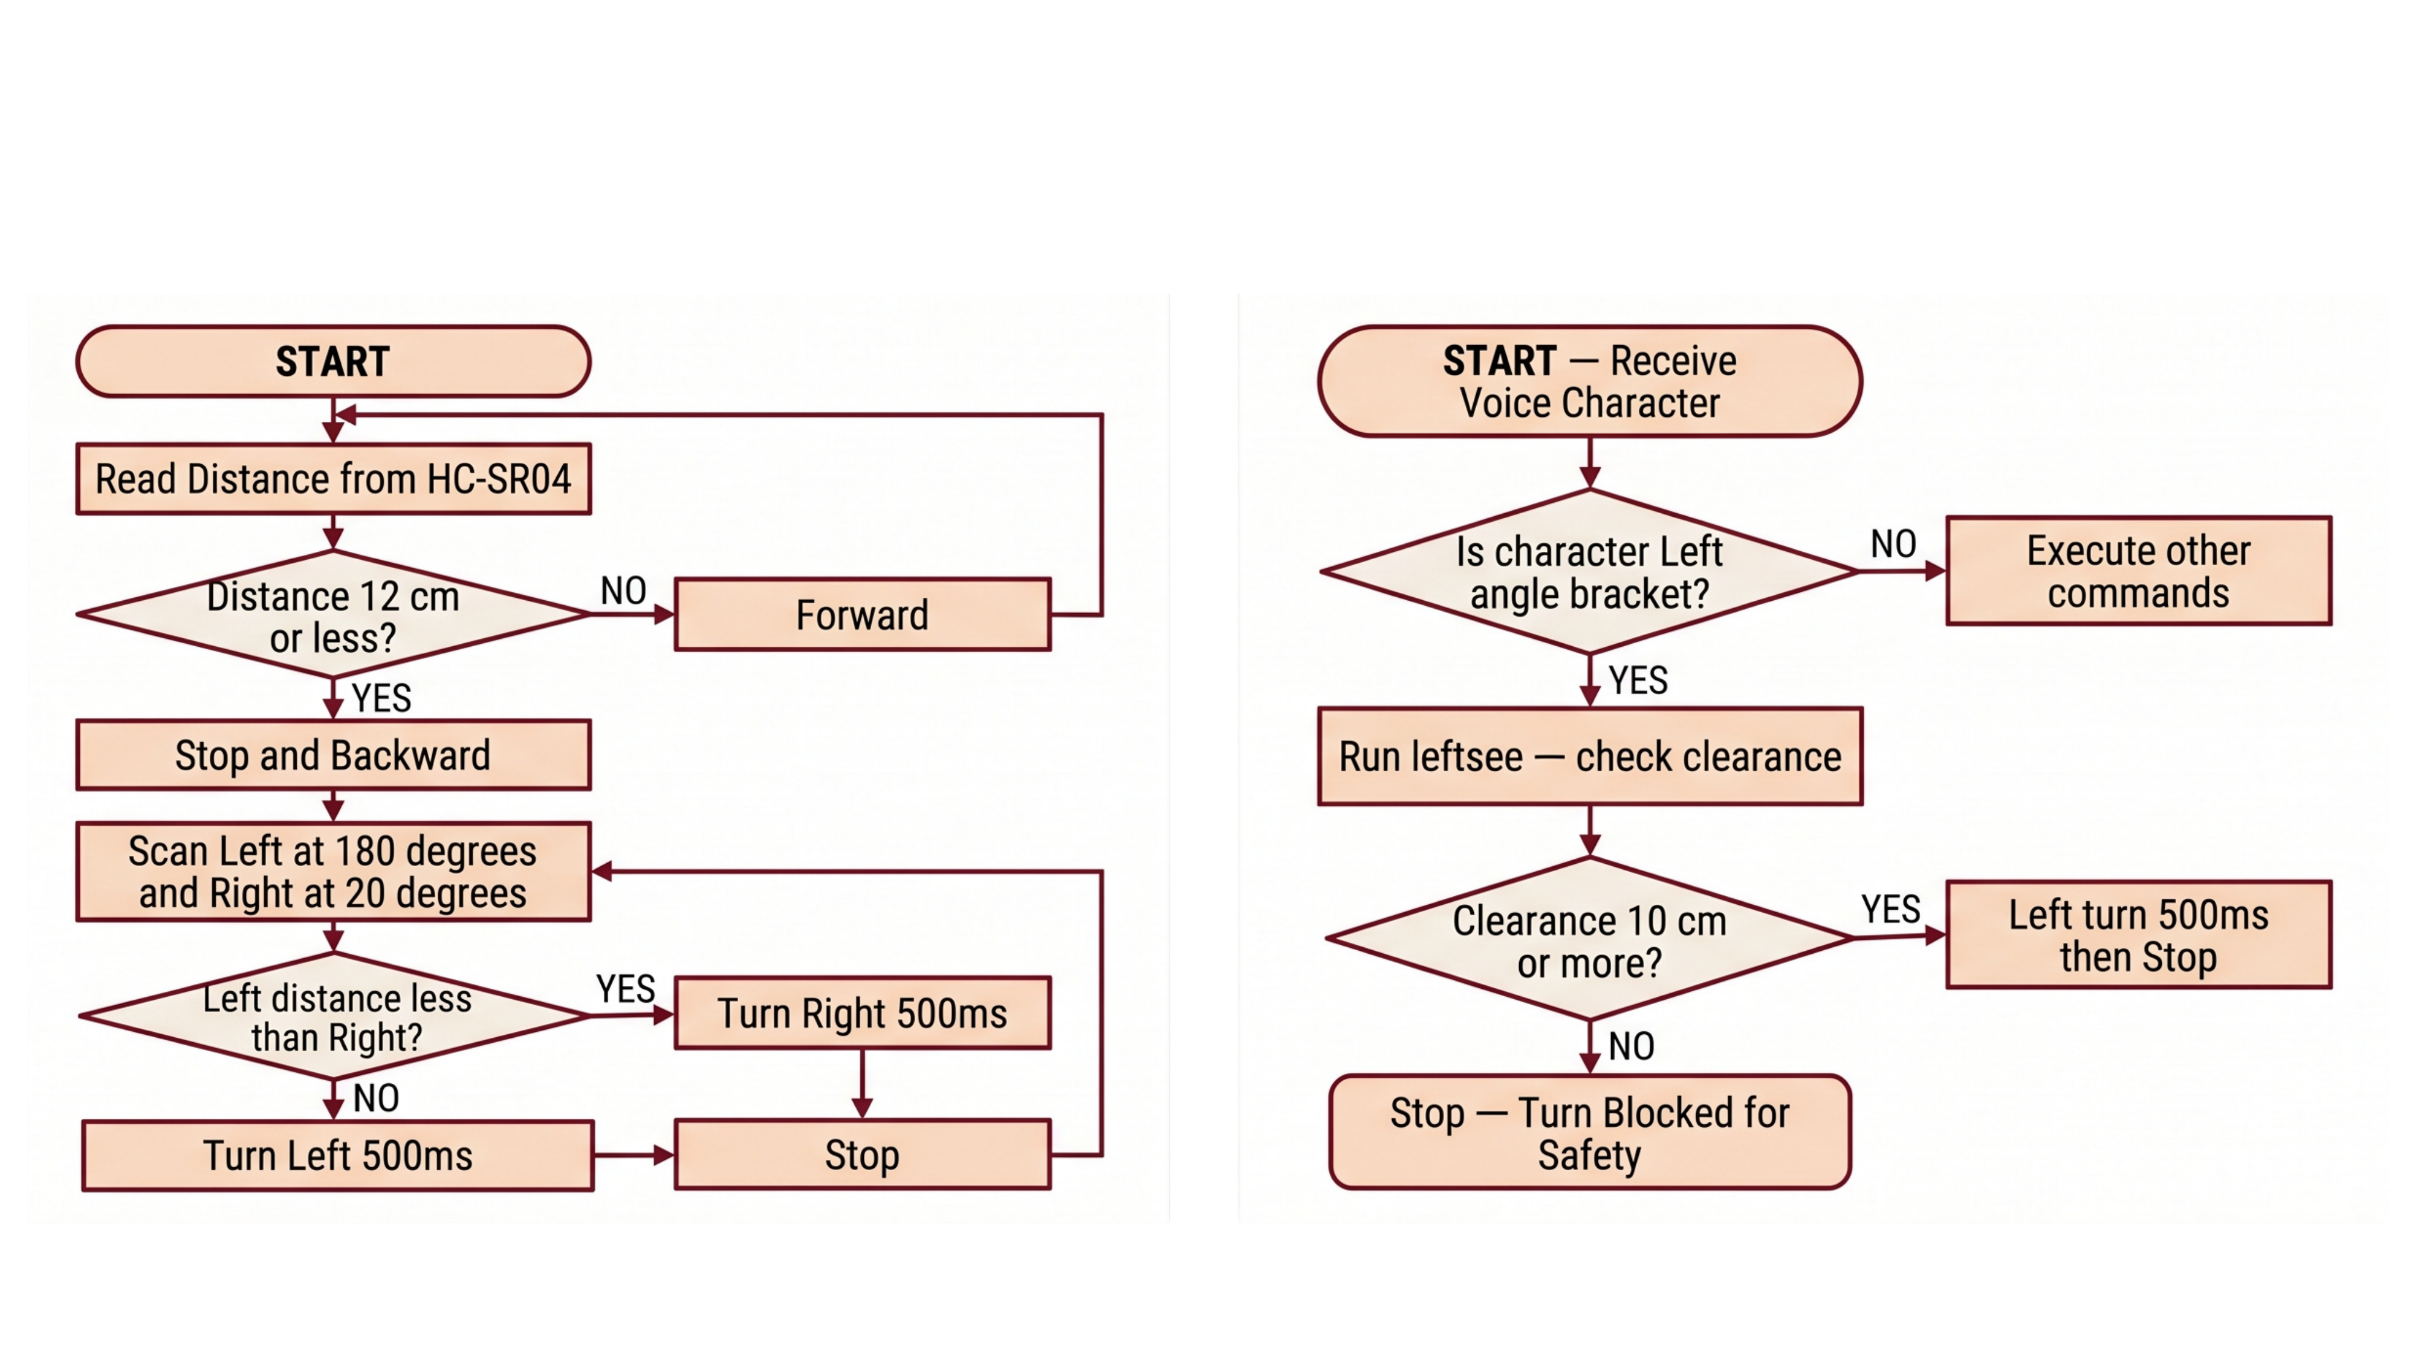 START
Read Distance from HC-SR04
Distance 12 cm
or less?
NO
Forward
YES
Stop and Backward
Scan Left at 180 degrees
and Right at 20 degrees
Left distance less
than Right?
YES
Turn Right 500ms
NO
Turn Left 500ms
Stop
START — Receive
Voice Character
Is character Left
angle bracket?
NO
Execute other
commands
YES
Run leftsee — check clearance
Clearance 10 cm
or more?
YES
Left turn 500ms
then Stop
NO
Stop — Turn Blocked for
Safety